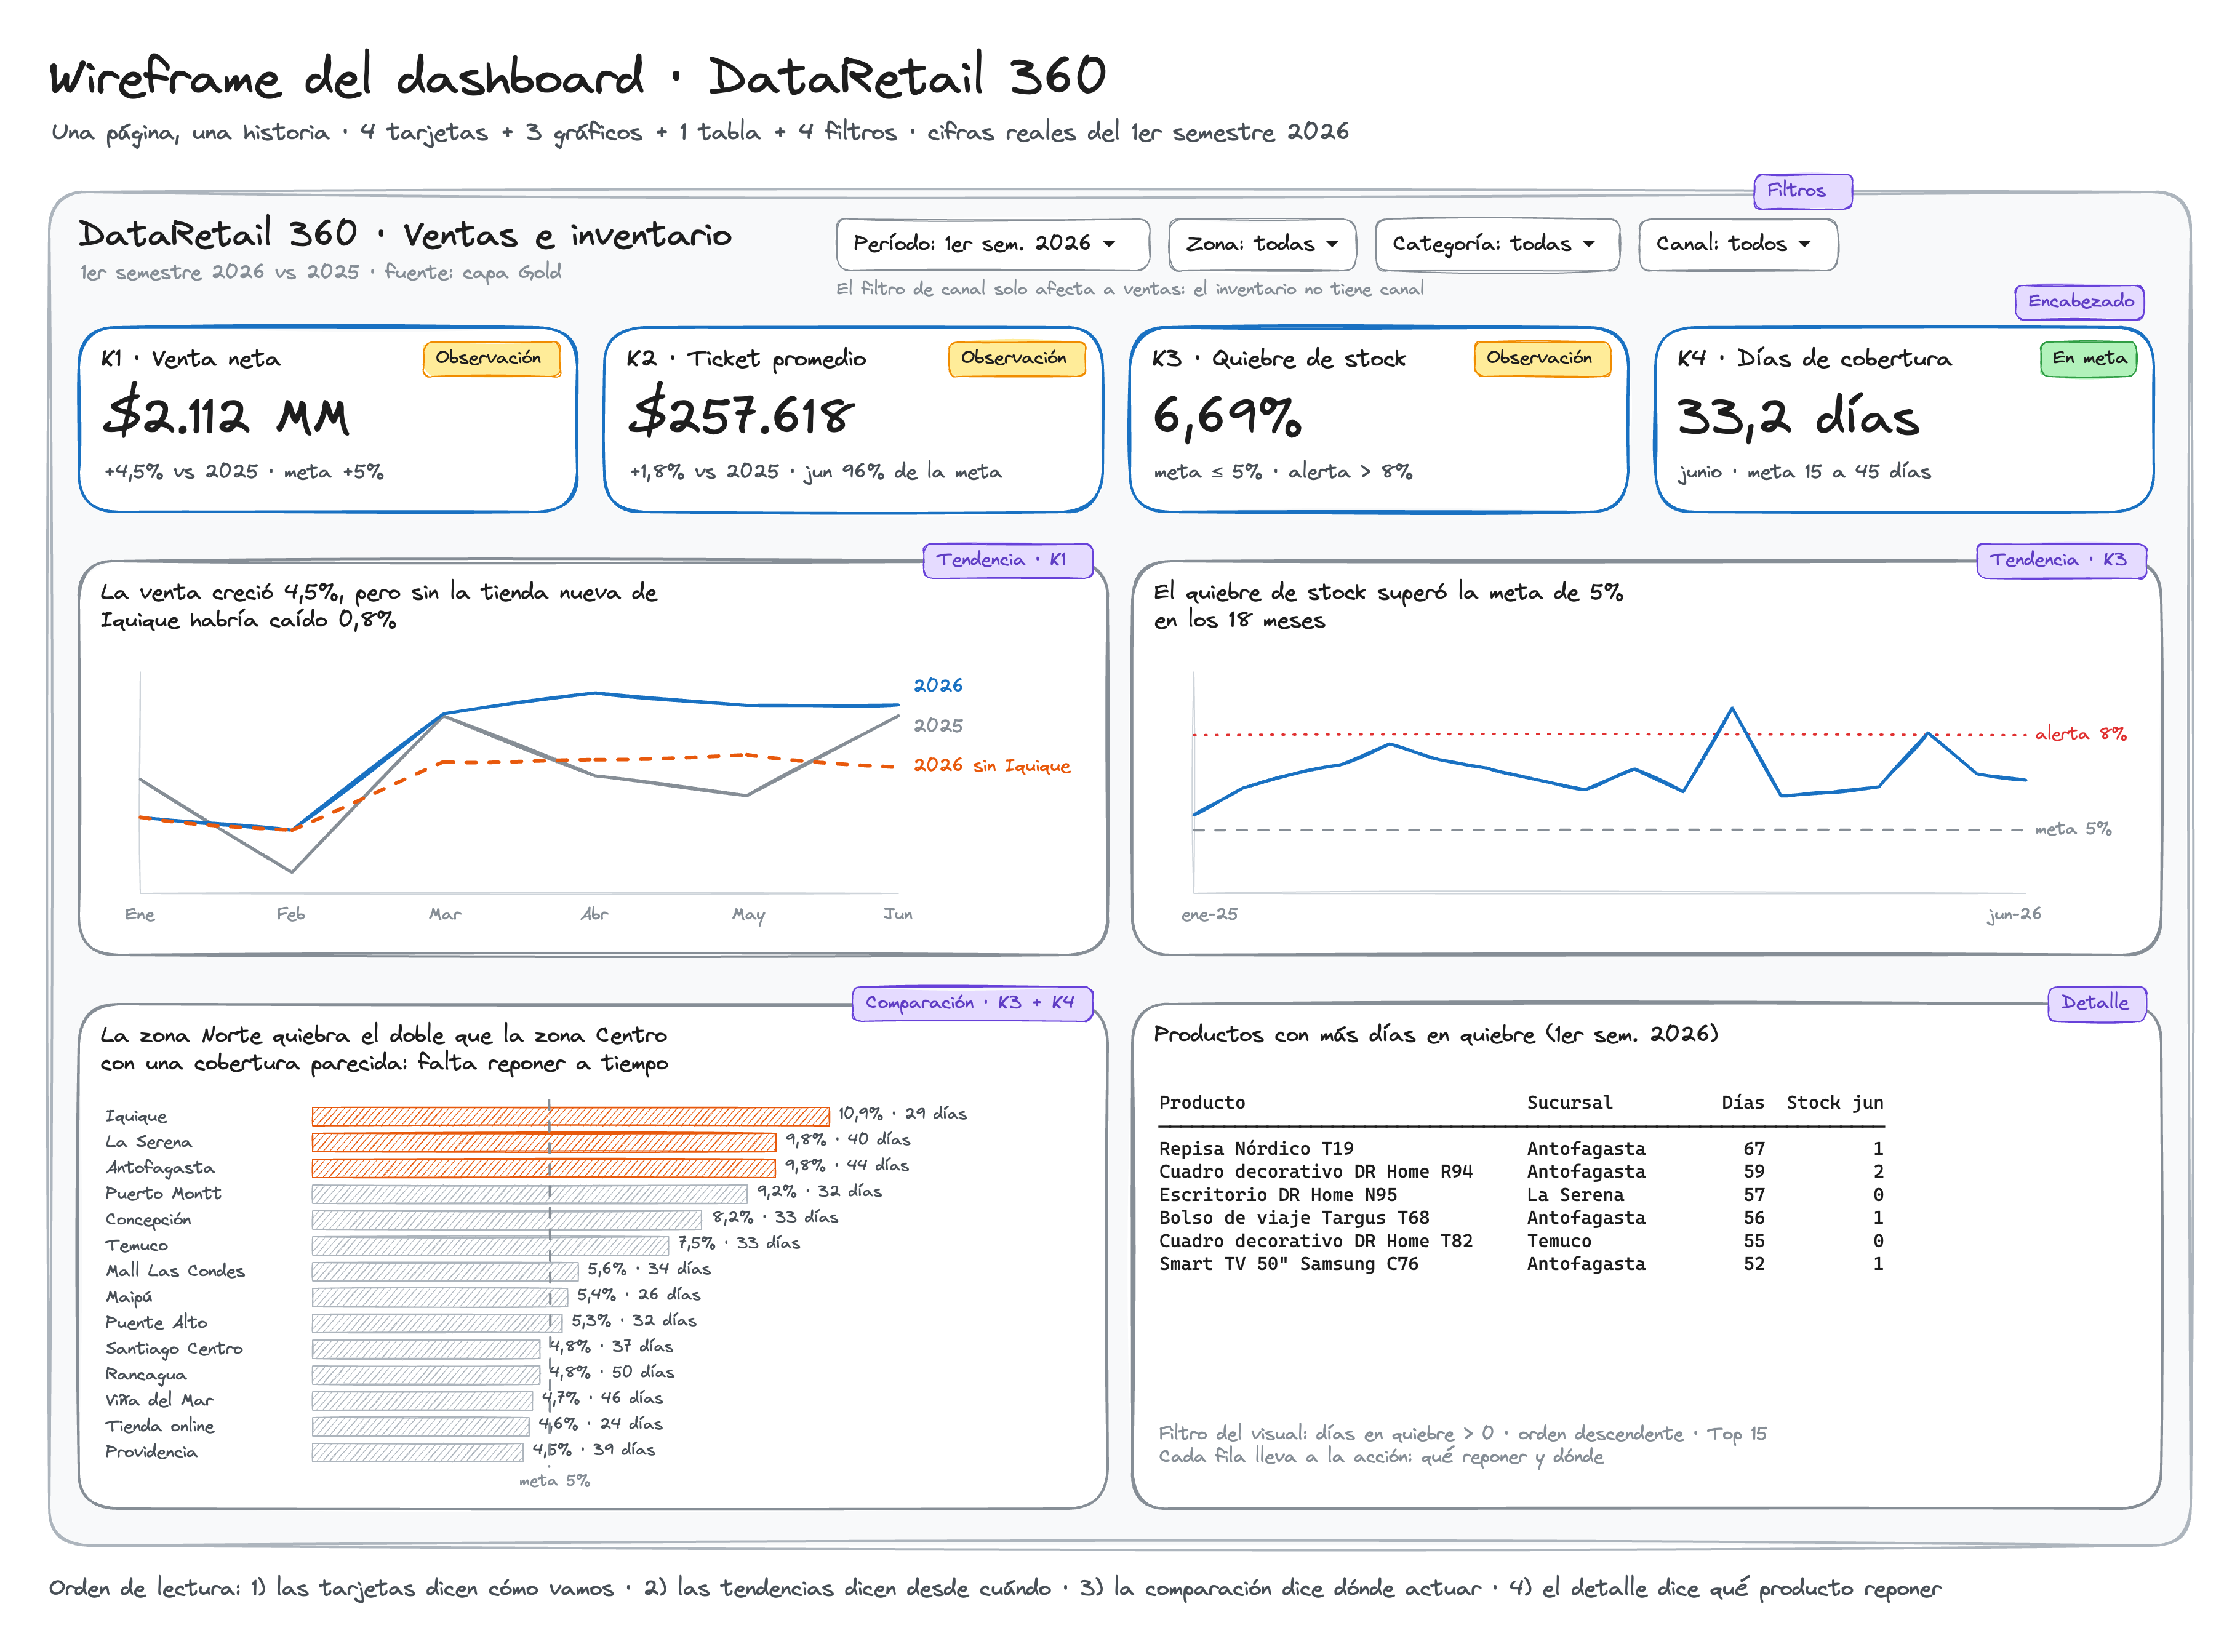 Wireframe del dashboard · DataRetail 360
Una página, una historia · 4 tarjetas + 3 gráficos + 1 tabla + 4 filtros · cifras reales del 1er semestre 2026
Filtros
DataRetail 360 · Ventas e inventario
1er semestre 2026 vs 2025 · fuente: capa Gold
Período: 1er sem. 2026
Zona: todas
Categoría: todas
Canal: todos
El filtro de canal solo afecta a ventas: el inventario no tiene canal
Encabezado
K1 · Venta neta
Observación
$2.112 MM
+4,5% vs 2025 · meta +5%
K2 · Ticket promedio
Observación
$257.618
+1,8% vs 2025 · jun 96% de la meta
K3 · Quiebre de stock
Observación
6,69%
meta ≤ 5% · alerta > 8%
K4 · Días de cobertura
En meta
33,2 días
junio · meta 15 a 45 días
Tendencia · K1
La venta creció 4,5%, pero sin la tienda nueva de
Iquique habría caído 0,8%
2026
2025
2026 sin Iquique
Ene Feb Mar Abr May Jun
Tendencia · K3
El quiebre de stock superó la meta de 5%
en los 18 meses
alerta 8%
meta 5%
ene-25 jun-26
Comparación · K3 + K4
La zona Norte quiebra el doble que la zona Centro
con una cobertura parecida: falta reponer a tiempo
Iquique 10,9% · 29 días
La Serena 9,8% · 40 días
Antofagasta 9,8% · 44 días
Puerto Montt 9,2% · 32 días
Concepción 8,2% · 33 días
Temuco 7,5% · 33 días
Mall Las Condes 5,6% · 34 días
Maipú 5,4% · 26 días
Puente Alto 5,3% · 32 días
Santiago Centro 4,8% · 37 días
Rancagua 4,8% · 50 días
Viña del Mar 4,7% · 46 días
Tienda online 4,6% · 24 días
Providencia 4,5% · 39 días
meta 5%
Detalle
Productos con más días en quiebre (1er sem. 2026)
Producto Sucursal Días Stock jun
Repisa Nórdico T19 Antofagasta 67 1
Cuadro decorativo DR Home R94 Antofagasta 59 2
Escritorio DR Home N95 La Serena 57 0
Bolso de viaje Targus T68 Antofagasta 56 1
Cuadro decorativo DR Home T82 Temuco 55 0
Smart TV 50" Samsung C76 Antofagasta 52 1
Filtro del visual: días en quiebre > 0 · orden descendente · Top 15
Cada fila lleva a la acción: qué reponer y dónde
Orden de lectura: 1) las tarjetas dicen cómo vamos · 2) las tendencias dicen desde cuándo · 3) la comparación dice dónde actuar · 4) el detalle dice qué producto reponer